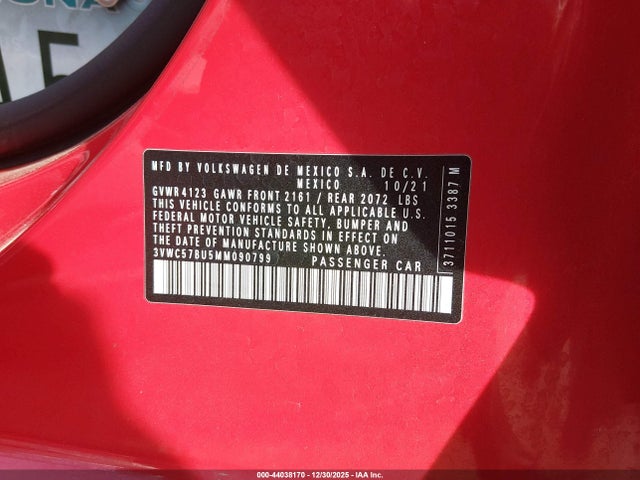 MFD BY VOLKSWAGEN DE MEXICO S.A. DE C.V.
MEXICO 10/21
GVWR 4123 GAWR FRONT 2161 / REAR 2072 LBS
THIS VEHICLE CONFORMS TO ALL APPLICABLE U.S.
FEDERAL MOTOR VEHICLE SAFETY, BUMPER AND
THEFT PREVENTION STANDARDS IN EFFECT ON THE
DATE OF MANUFACTURE SHOWN ABOVE.
3VWC57BU5MM090799 PASSENGER CAR
3711015 3387 M
000-44038170 - 12/30/2025 - IAA Inc.